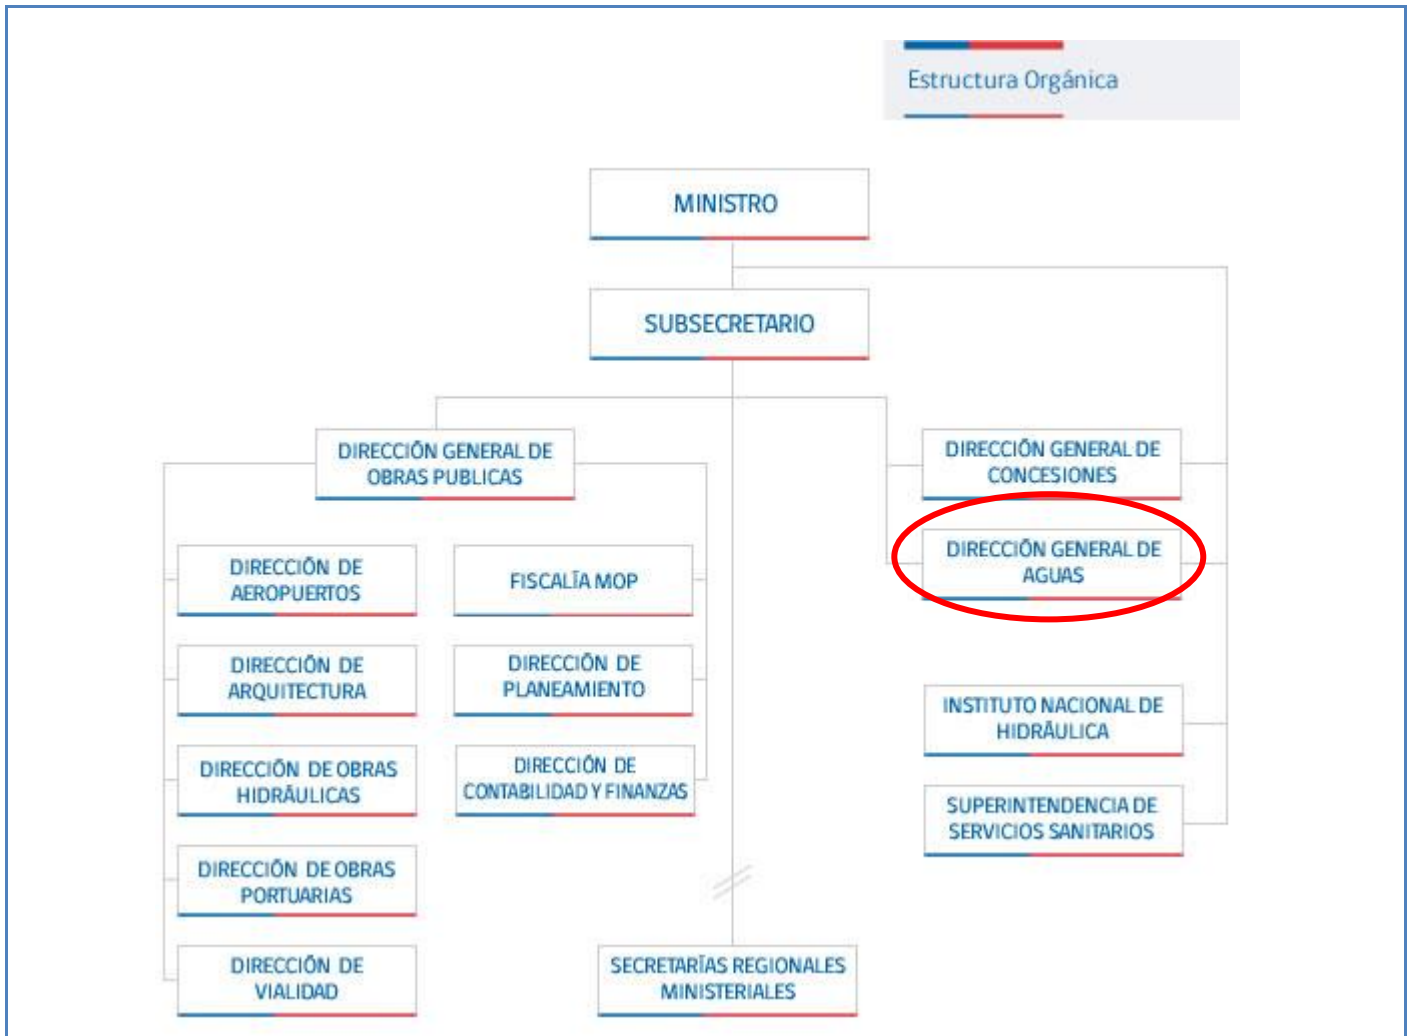 Estructura Orgánica
MINISTRO
SUBSECRETARIO
DIRECCIÓN GENERAL DE
OBRAS PUBLICAS
DIRECCIÓN DE
AEROPUERTOS
DIRECCIÓN DE
ARQUITECTURA
DIRECCIÓN DE OBRAS
HIDRÁULICAS
DIRECCIÓN DE OBRAS
PORTUARIAS
DIRECCIÓN DE
VIALIDAD
FISCALÍA MOP
DIRECCIÓN DE
PLANEAMIENTO
DIRECCIÓN DE
CONTABILIDAD Y FINANZAS
SECRETARÍAS REGIONALES
MINISTERIALES
DIRECCIÓN GENERAL DE
CONCESIONES
DIRECCIÓN GENERAL DE
AGUAS
INSTITUTO NACIONAL DE
HIDRÁULICA
SUPERINTENDENCIA DE
SERVICIOS SANITARIOS